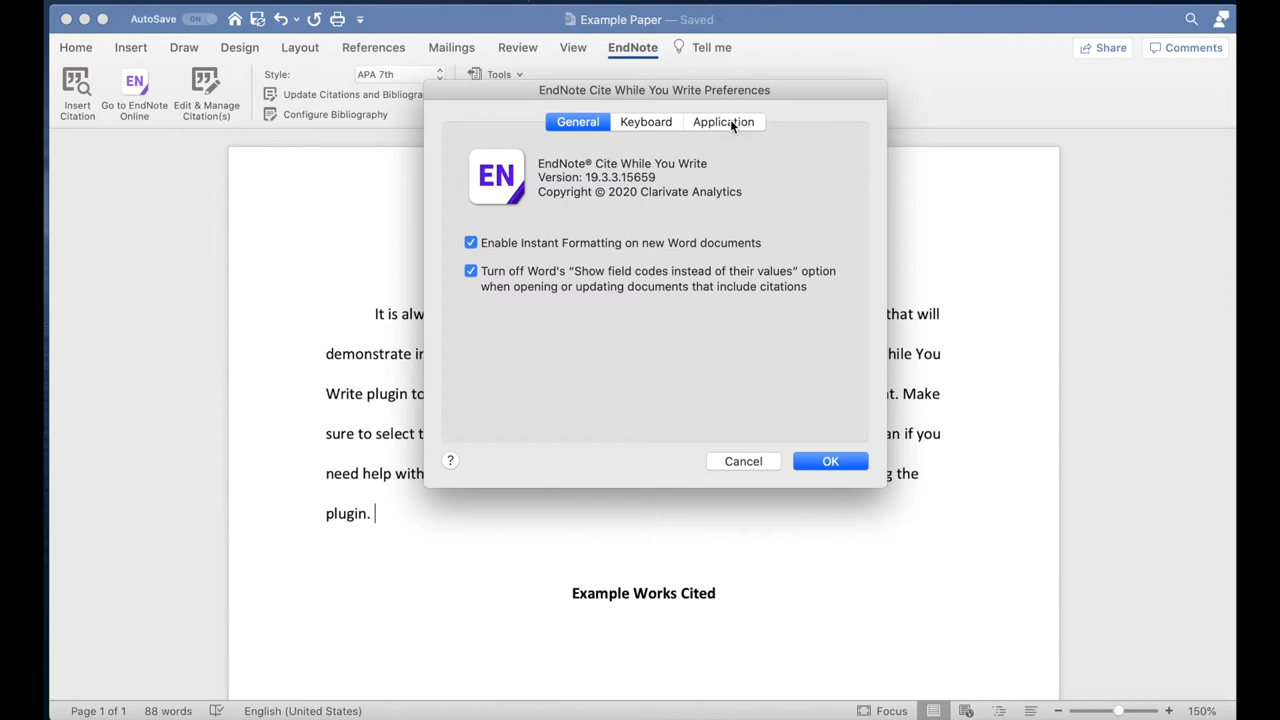 AutoSave ON Example Paper — Saved
Home Insert Draw Design Layout References Mailings Review View EndNote Tell me Share Comments
Insert Citation
Go to EndNote Online
Edit & Manage Citation(s)
Style: APA 7th
Update Citations and Bibliogra
Configure Bibliography
Tools
EndNote Cite While You Write Preferences
General Keyboard Application
EN
EndNote® Cite While You Write
Version: 19.3.3.15659
Copyright © 2020 Clarivate Analytics
Enable Instant Formatting on new Word documents
Turn off Word's “Show field codes instead of their values” option
when opening or updating documents that include citations
? Cancel OK
It is alw that will
demonstrate in hile You
Write plugin to t. Make
sure to select t an if you
need help with g the
plugin.
Example Works Cited
Page 1 of 1 88 words English (United States) Focus 150%